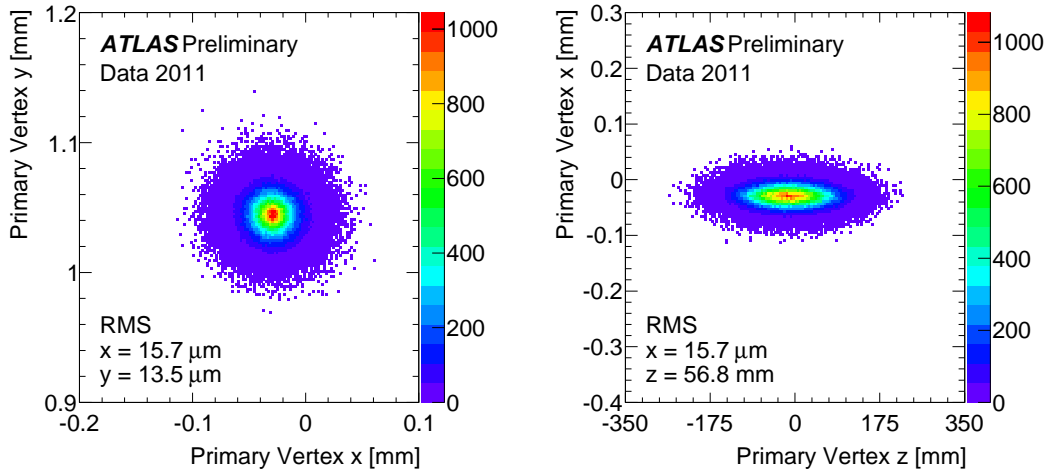 Primary Vertex y [mm]
1.2
1.1
1
0.9
ATLAS Preliminary
Data 2011
RMS
x = 15.7 μm
y = 13.5 μm
-0.2
-0.1
0
0.1
Primary Vertex x [mm]
1000
800
600
400
200
0
Primary Vertex x [mm]
0.3
0.2
0.1
0
-0.1
-0.2
-0.3
-0.4
ATLAS Preliminary
Data 2011
RMS
x = 15.7 μm
z = 56.8 mm
-350
-175
0
175
350
Primary Vertex z [mm]
1000
800
600
400
200
0